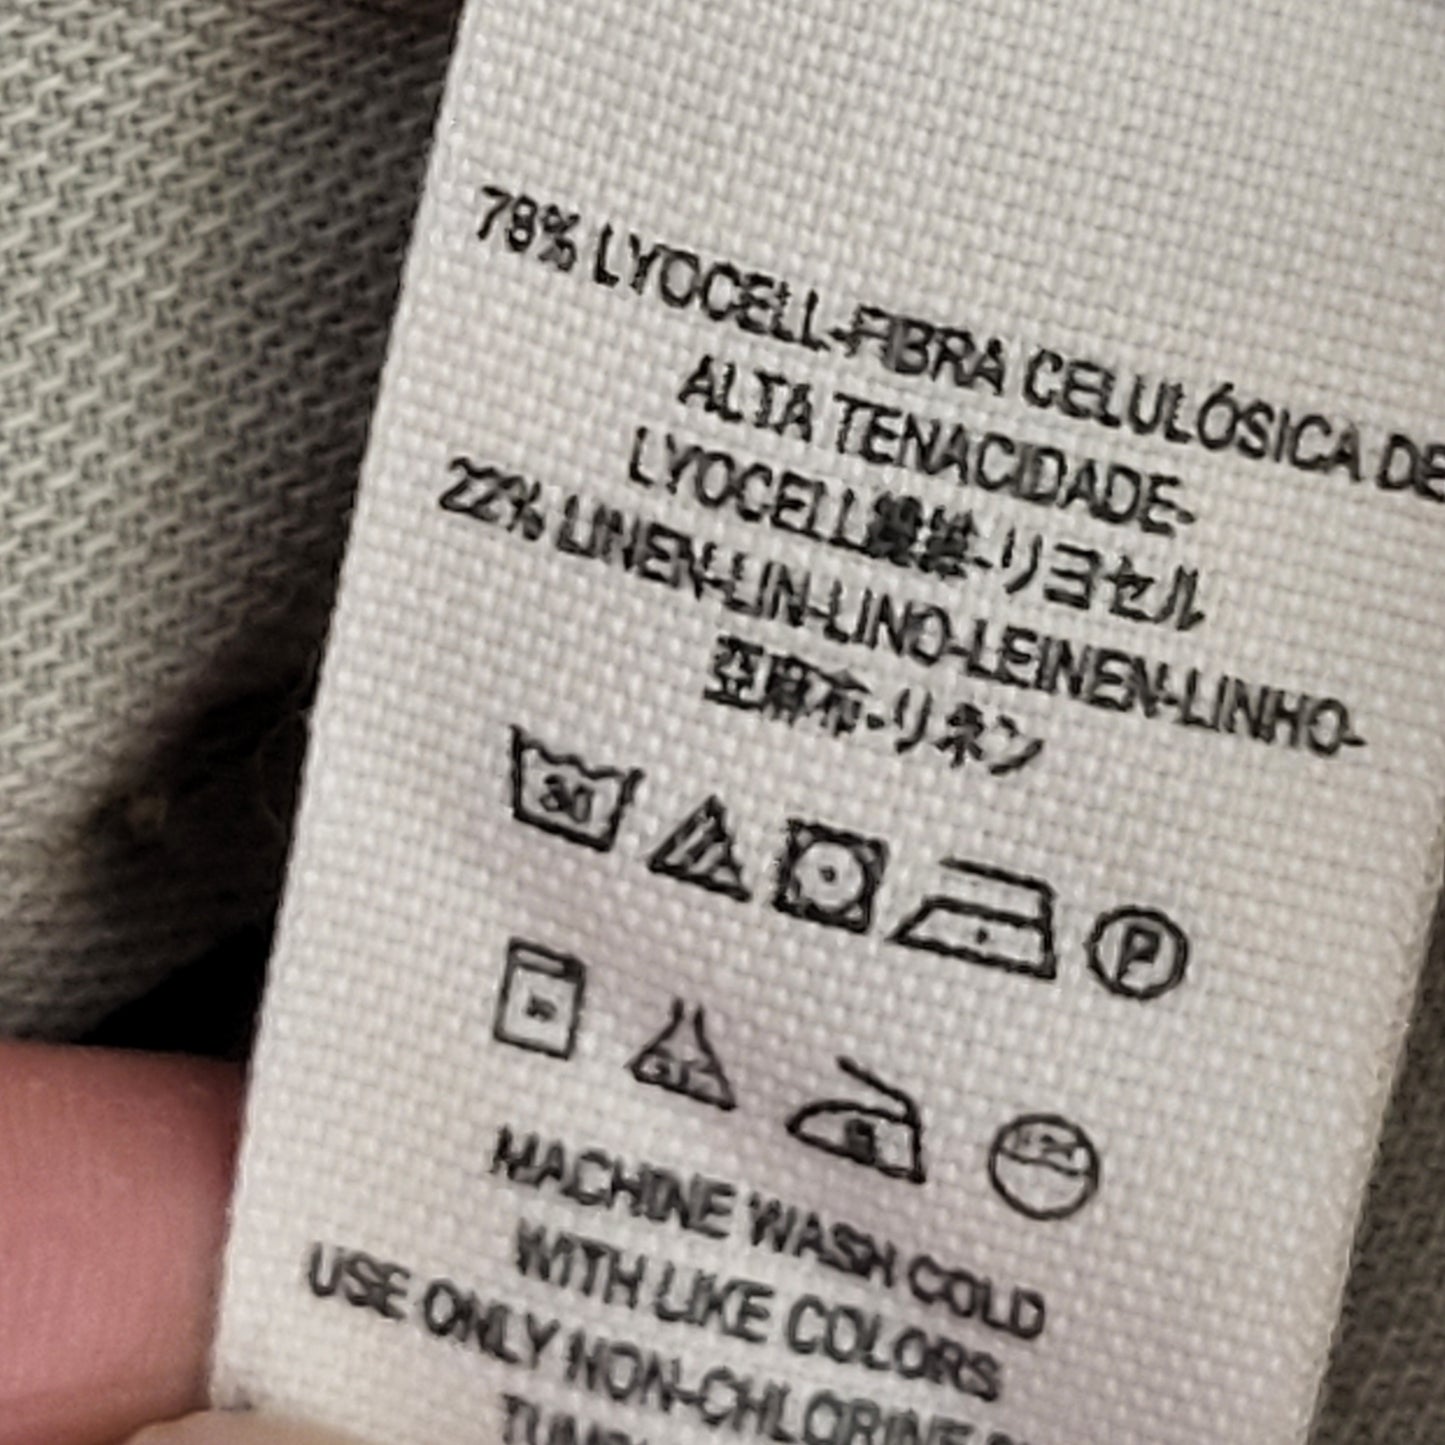 78% LYOCELL-FIBRA CELULÓSICA DE
ALTA TENACIDADE-
LYOCELL纖維-リヨセル
22% LINEN-LIN-LINO-LEINEN-LINHO-
亞麻布-リネン
30
P
MACHINE WASH COLD
WITH LIKE COLORS
USE ONLY NON-CHLORINE